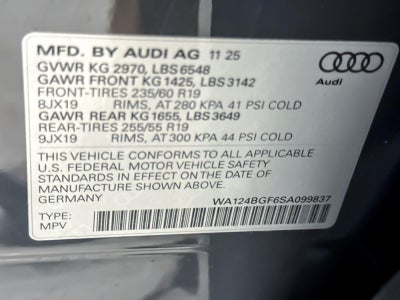 MFD. BY AUDI AG 11 25
GVWR KG 2970, LBS 6548
GAWR FRONT KG 1425, LBS 3142
FRONT-TIRES 235/60 R19
8JX19 RIMS, AT 280 KPA 41 PSI COLD
GAWR REAR KG 1655, LBS 3649
REAR-TIRES 255/55 R19
9JX19 RIMS, AT 300 KPA 44 PSI COLD
THIS VEHICLE CONFORMS TO ALL APPLICABLE
U.S. FEDERAL MOTOR VEHICLE SAFETY
STANDARDS IN EFFECT ON THE DATE OF
MANUFACTURE SHOWN ABOVE.
GERMANY
WA124BGF6SA099837
TYPE:
MPV
Audi